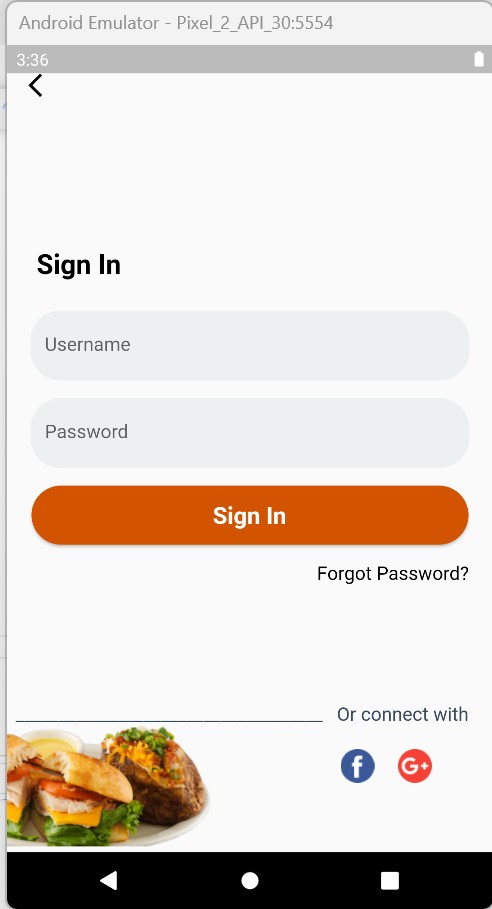 Android Emulator - Pixel_2_API_30:5554
3:36
Sign In
Username
Password
Sign In
Forgot Password?
Or connect with
f G+